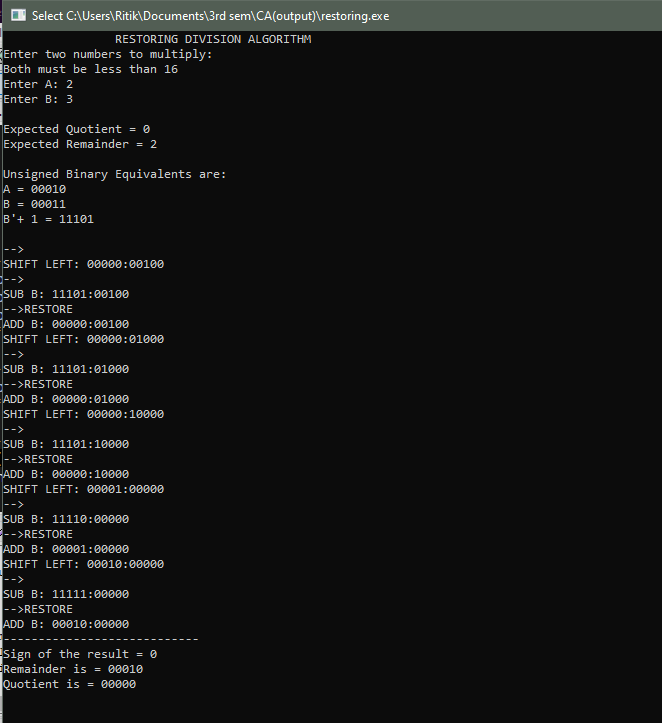 Select C:\Users\Ritik\Documents\3rd sem\CA(output)\restoring.exe
RESTORING DIVISION ALGORITHM
Enter two numbers to multiply:
Both must be less than 16
Enter A: 2
Enter B: 3
Expected Quotient = 0
Expected Remainder = 2
Unsigned Binary Equivalents are:
A = 00010
B = 00011
B'+ 1 = 11101
-->
SHIFT LEFT: 00000:00100
-->
SUB B: 11101:00100
-->RESTORE
ADD B: 00000:00100
SHIFT LEFT: 00000:01000
-->
SUB B: 11101:01000
-->RESTORE
ADD B: 00000:01000
SHIFT LEFT: 00000:10000
-->
SUB B: 11101:10000
-->RESTORE
ADD B: 00000:10000
SHIFT LEFT: 00001:00000
-->
SUB B: 11110:00000
-->RESTORE
ADD B: 00001:00000
SHIFT LEFT: 00010:00000
-->
SUB B: 11111:00000
-->RESTORE
ADD B: 00010:00000
----------------------------
Sign of the result = 0
Remainder is = 00010
Quotient is = 00000